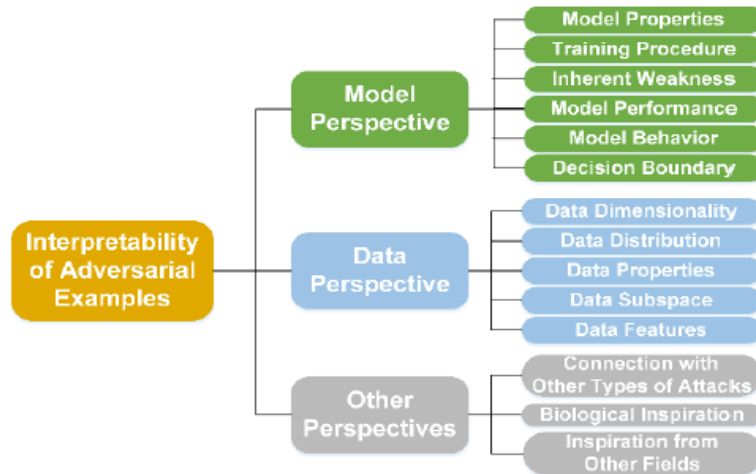 Interpretability
of Adversarial
Examples
Model
Perspective
Model Properties
Training Procedure
Inherent Weakness
Model Performance
Model Behavior
Decision Boundary
Data
Perspective
Data Dimensionality
Data Distribution
Data Properties
Data Subspace
Data Features
Other
Perspectives
Connection with
Other Types of Attacks
Biological Inspiration
Inspiration from
Other Fields